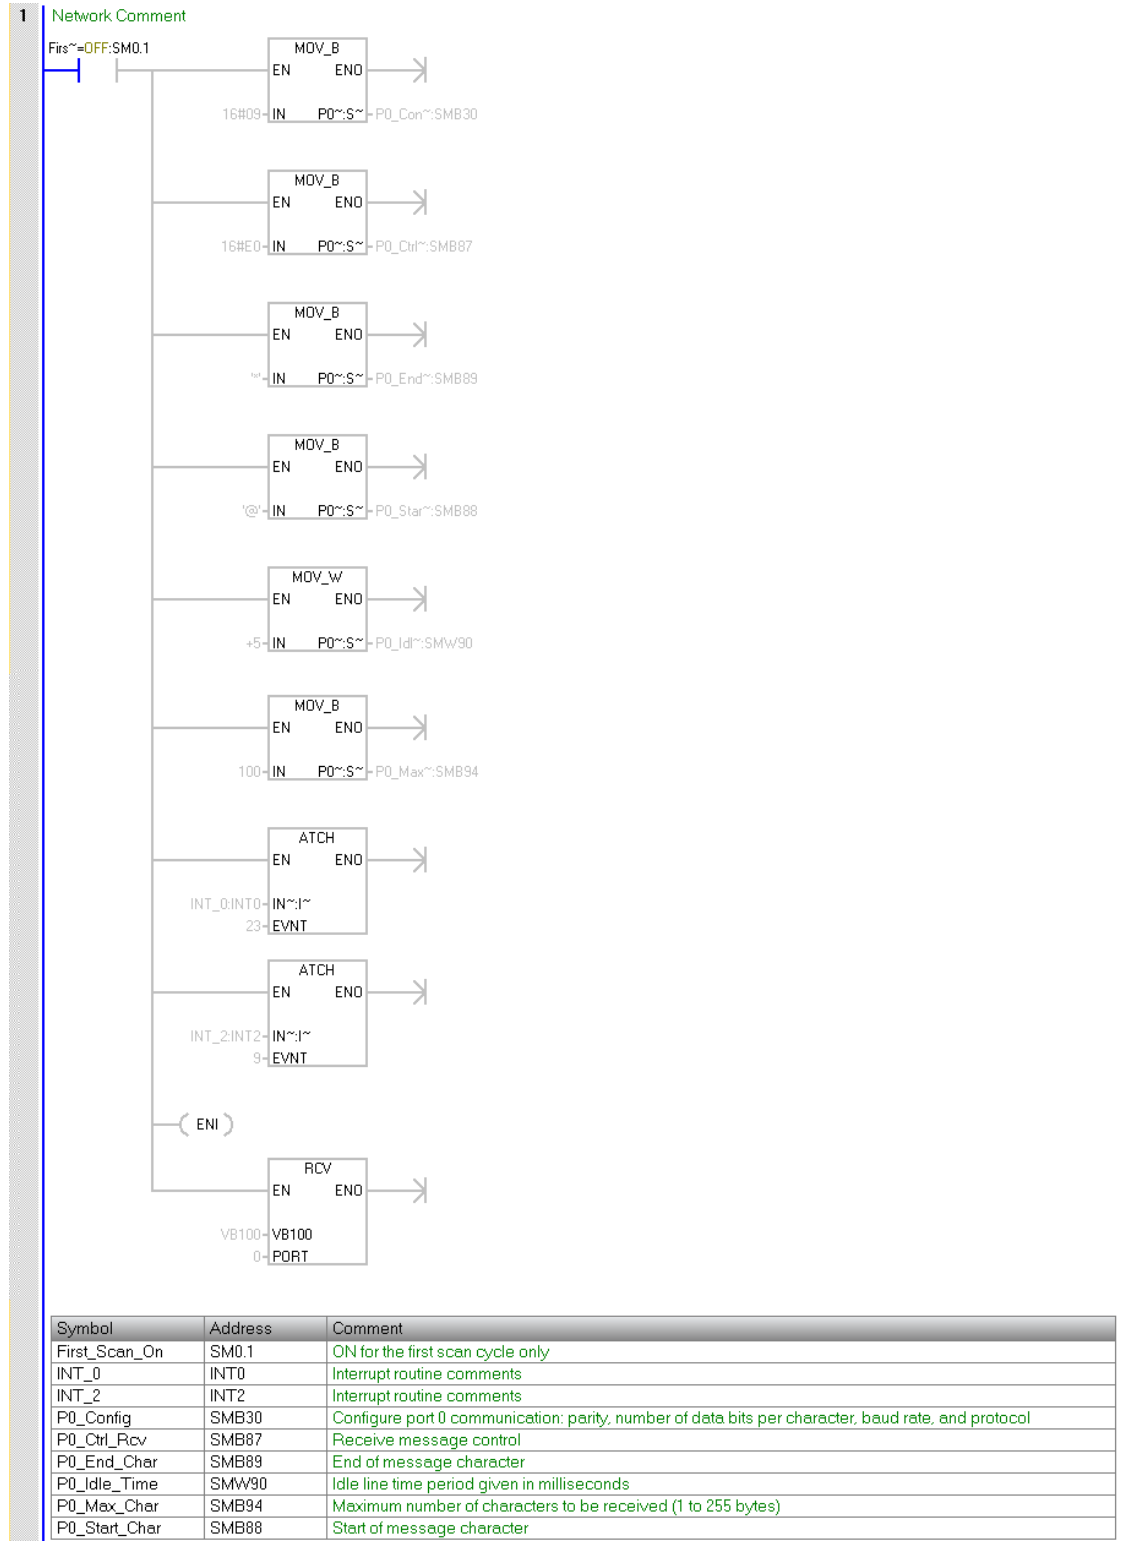 1 Network Comment
Firs~=OFF:SM0.1
MOV_B
EN ENO
16#09 IN P0~:S~ P0_Con~:SMB30
MOV_B
EN ENO
16#E0 IN P0~:S~ P0_Ctrl~:SMB87
MOV_B
EN ENO
'*' IN P0~:S~ P0_End~:SMB89
MOV_B
EN ENO
'@' IN P0~:S~ P0_Star~:SMB88
MOV_W
EN ENO
+5 IN P0~:S~ P0_Idl~:SMW90
MOV_B
EN ENO
100 IN P0~:S~ P0_Max~:SMB94
ATCH
EN ENO
INT_0:INT0 IN~:I~
23 EVNT
ATCH
EN ENO
INT_2:INT2 IN~:I~
9 EVNT
ENI
RCV
EN ENO
VB100 VB100
0 PORT
Symbol Address Comment
First_Scan_On SM0.1 ON for the first scan cycle only
INT_0 INT0 Interrupt routine comments
INT_2 INT2 Interrupt routine comments
P0_Config SMB30 Configure port 0 communication: parity, number of data bits per character, baud rate, and protocol
P0_Ctrl_Rcv SMB87 Receive message control
P0_End_Char SMB89 End of message character
P0_Idle_Time SMW90 Idle line time period given in milliseconds
P0_Max_Char SMB94 Maximum number of characters to be received (1 to 255 bytes)
P0_Start_Char SMB88 Start of message character